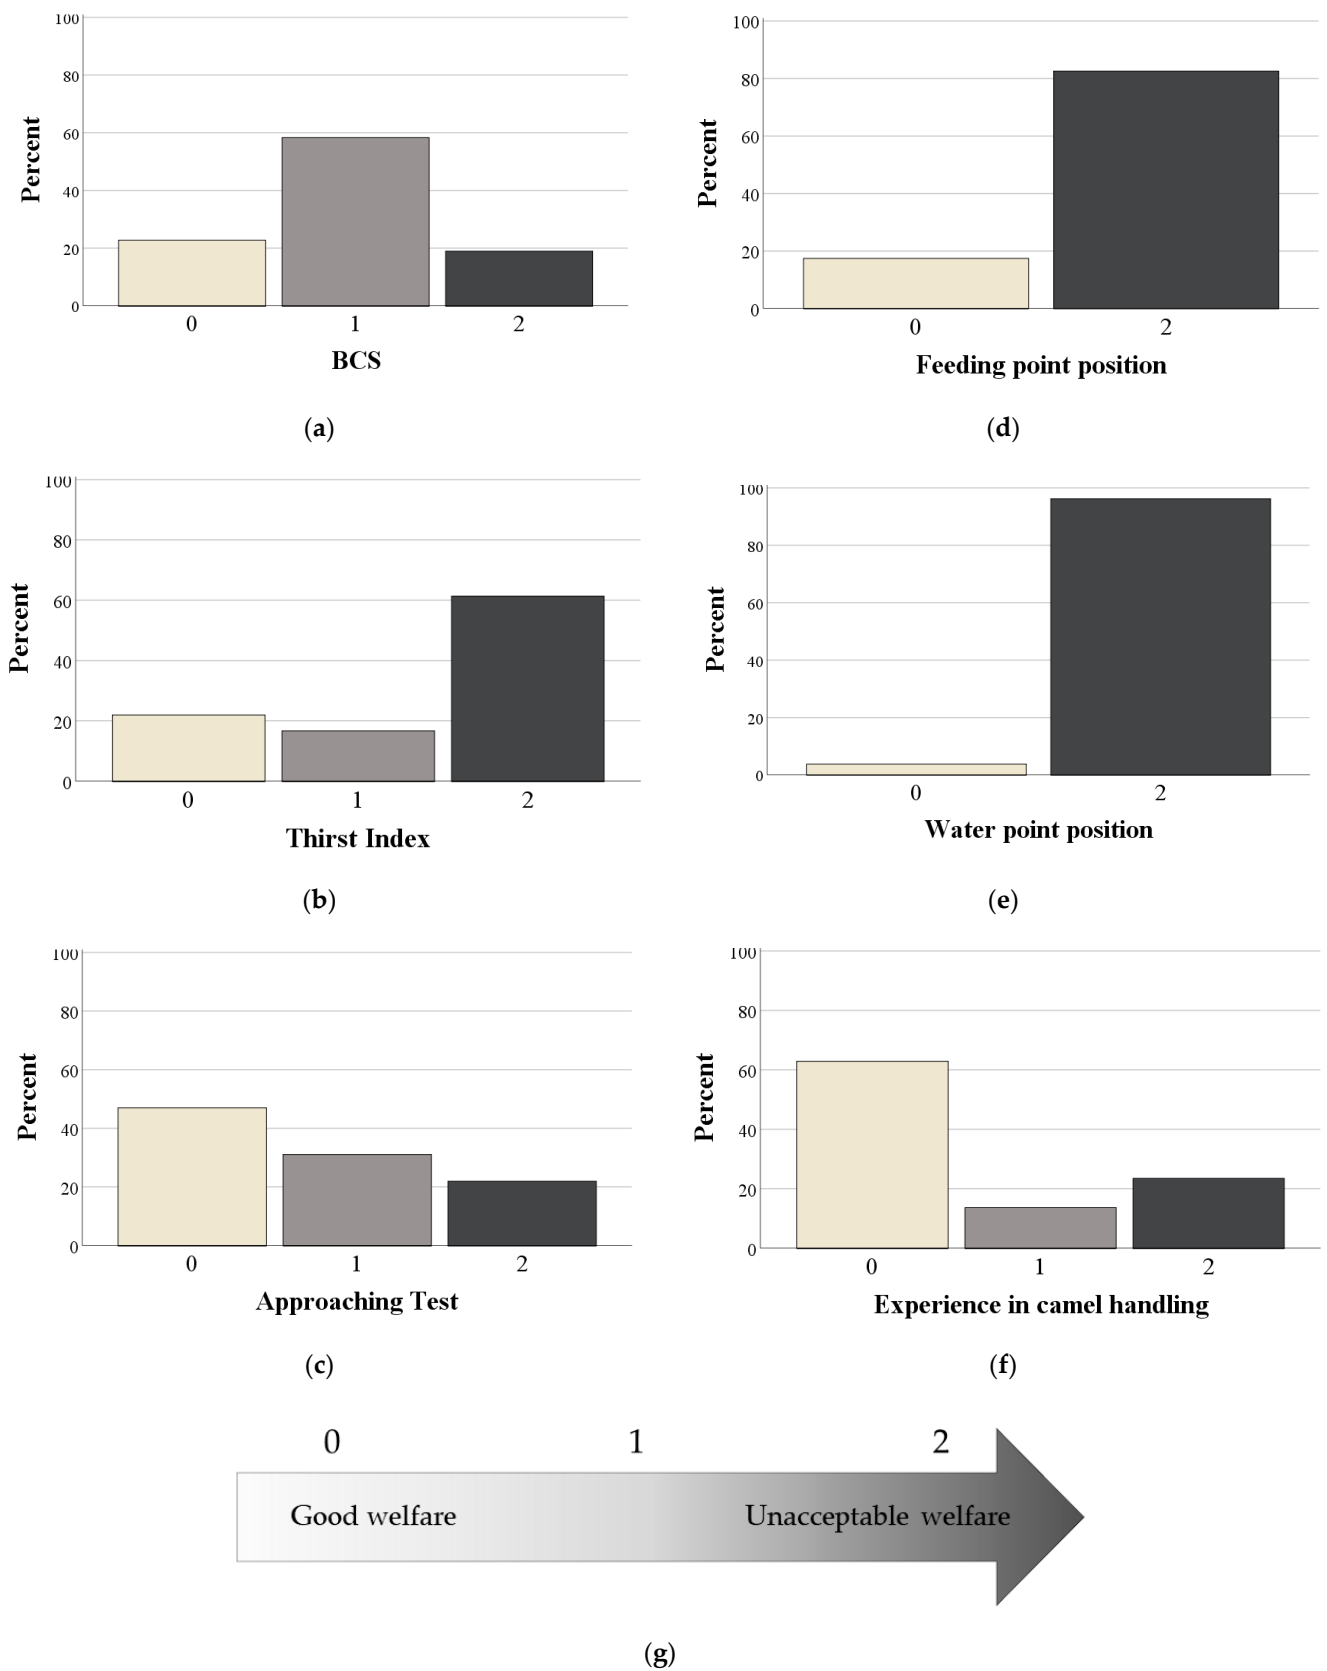 100
80
60
40
20
0
Percent
0 1 2
BCS
(a)
100
80
60
40
20
0
Percent
0 2
Feeding point position
(d)
100
80
60
40
20
0
Percent
0 1 2
Thirst Index
(b)
100
80
60
40
20
0
Percent
0 2
Water point position
(e)
100
80
60
40
20
0
Percent
0 1 2
Approaching Test
(c)
100
80
60
40
20
0
Percent
0 1 2
Experience in camel handling
(f)
0 1 2
Good welfare Unacceptable welfare
(g)